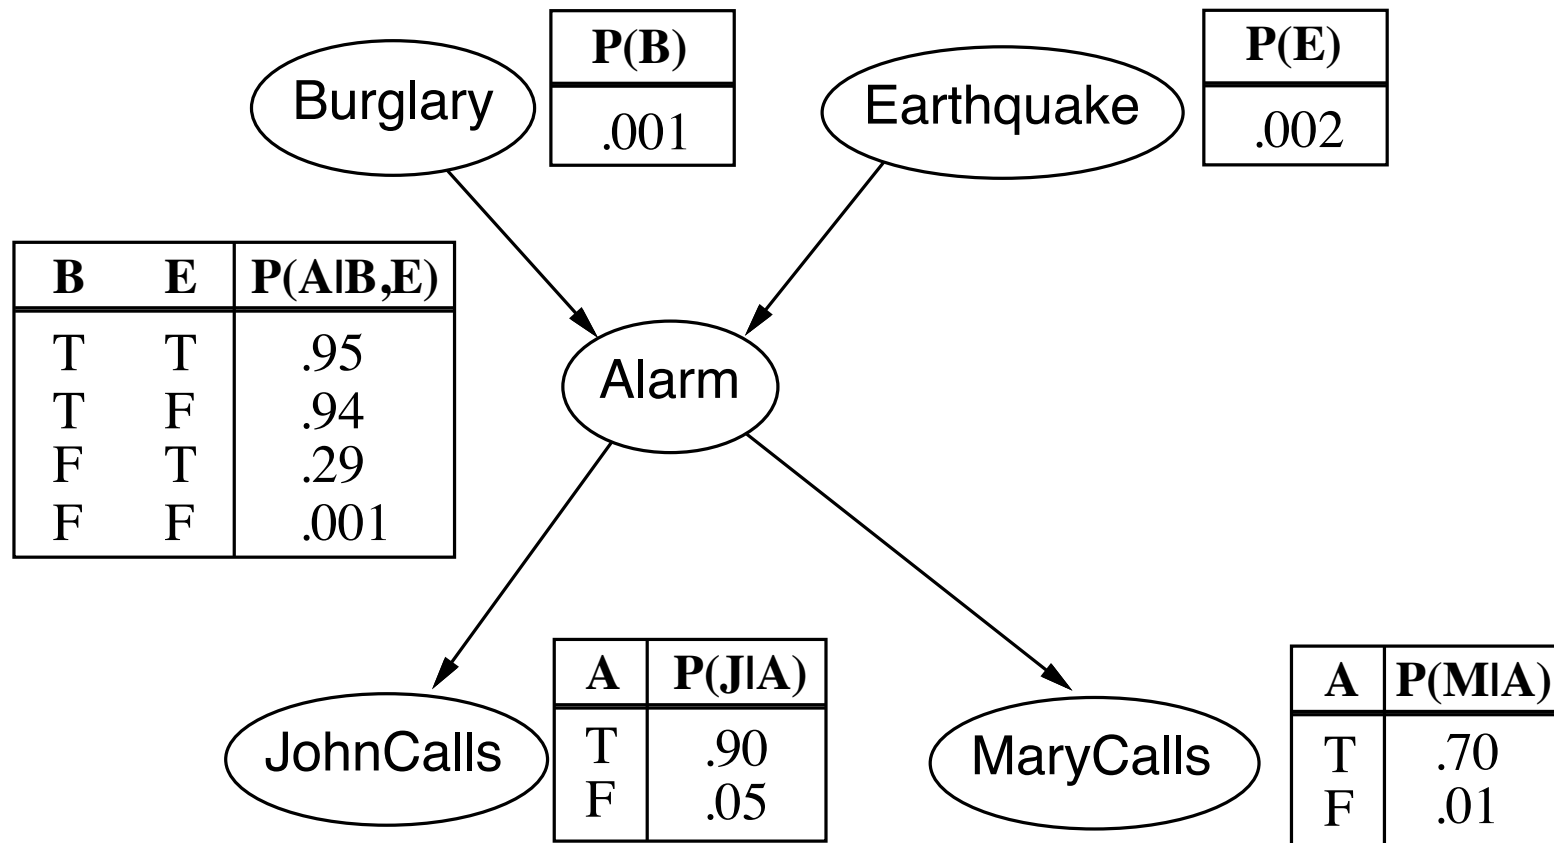 Burglary
P(B)
.001
Earthquake
P(E)
.002
B E P(A|B,E)
T T .95
T F .94
F T .29
F F .001
Alarm
JohnCalls
A P(J|A)
T .90
F .05
MaryCalls
A P(M|A)
T .70
F .01